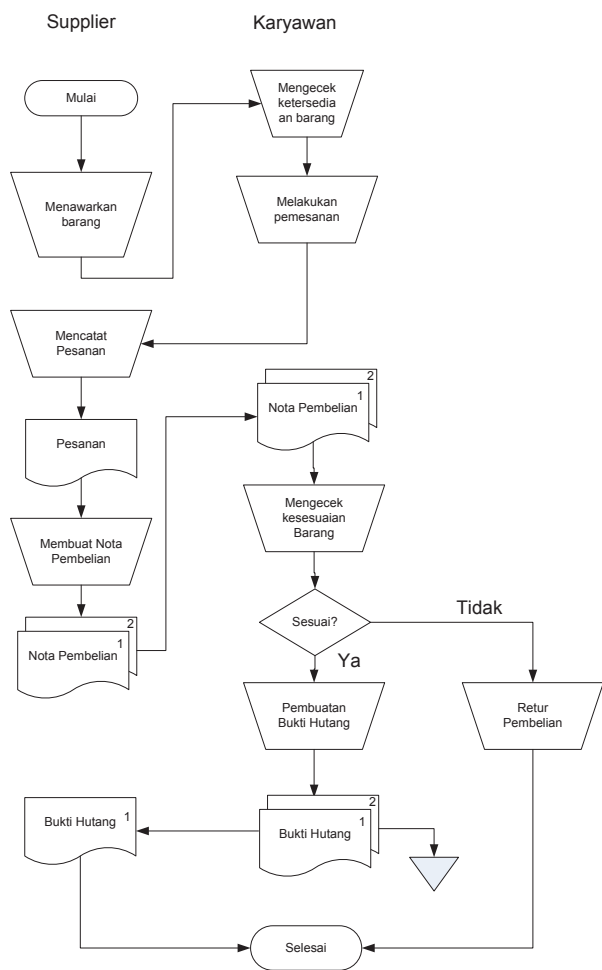 Supplier
Karyawan
Mulai
Mengecek
ketersedia
an barang
Menawarkan
barang
Melakukan
pemesanan
Mencatat
Pesanan
2
1
Nota Pembelian
Pesanan
Mengecek
kesesuaian
Barang
Membuat Nota
Pembelian
Sesuai?
Tidak
2
1
Nota Pembelian
Ya
Pembuatan
Bukti Hutang
Retur
Pembelian
Bukti Hutang
1
2
1
Bukti Hutang
Selesai